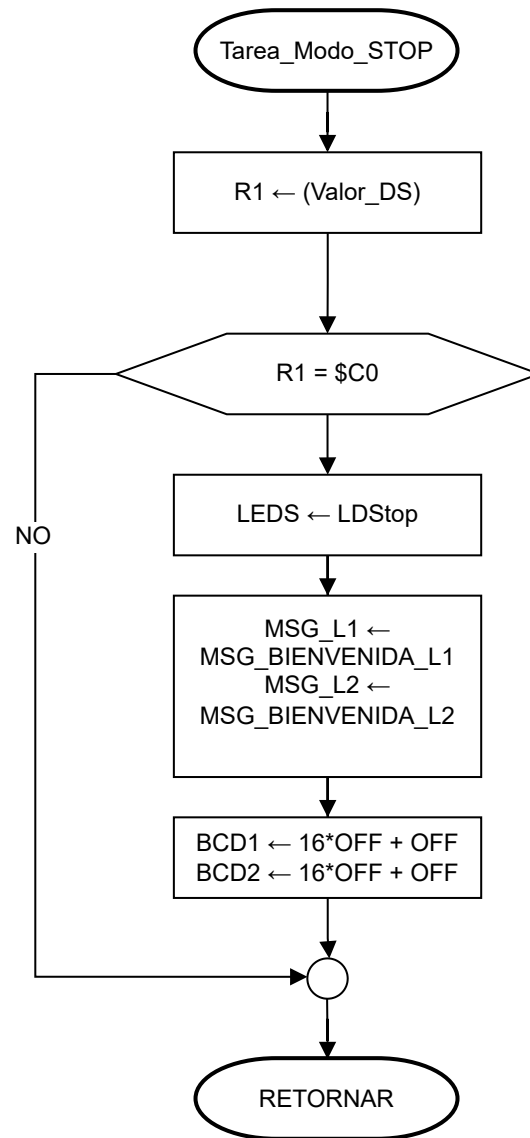 Tarea_Modo_STOP
R1 ← (Valor_DS)
R1 = $C0
LEDS ← LDStop
NO
MSG_L1 ←
MSG_BIENVENIDA_L1
MSG_L2 ←
MSG_BIENVENIDA_L2
BCD1 ← 16*OFF + OFF
BCD2 ← 16*OFF + OFF
RETORNAR